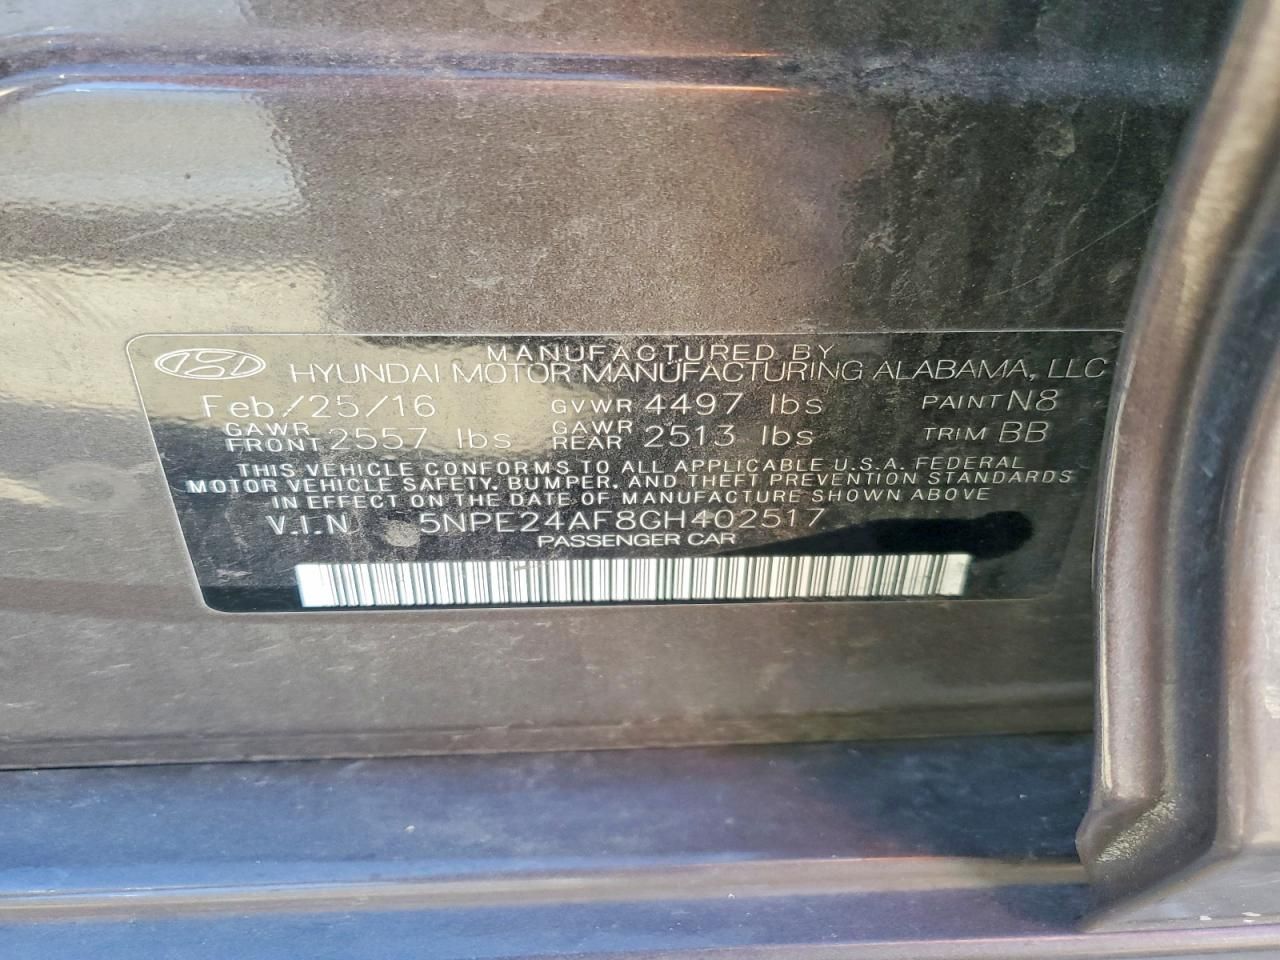 MANUFACTURED BY
HYUNDAI MOTOR MANUFACTURING ALABAMA, LLC
Feb/25/16 GVWR 4497 lbs PAINT N8
GAWR FRONT 2557 lbs GAWR REAR 2513 lbs TRIM BB
THIS VEHICLE CONFORMS TO ALL APPLICABLE U.S.A. FEDERAL
MOTOR VEHICLE SAFETY, BUMPER, AND THEFT PREVENTION STANDARDS
IN EFFECT ON THE DATE OF MANUFACTURE SHOWN ABOVE
V.I.N 5NPE24AF8GH402517
PASSENGER CAR